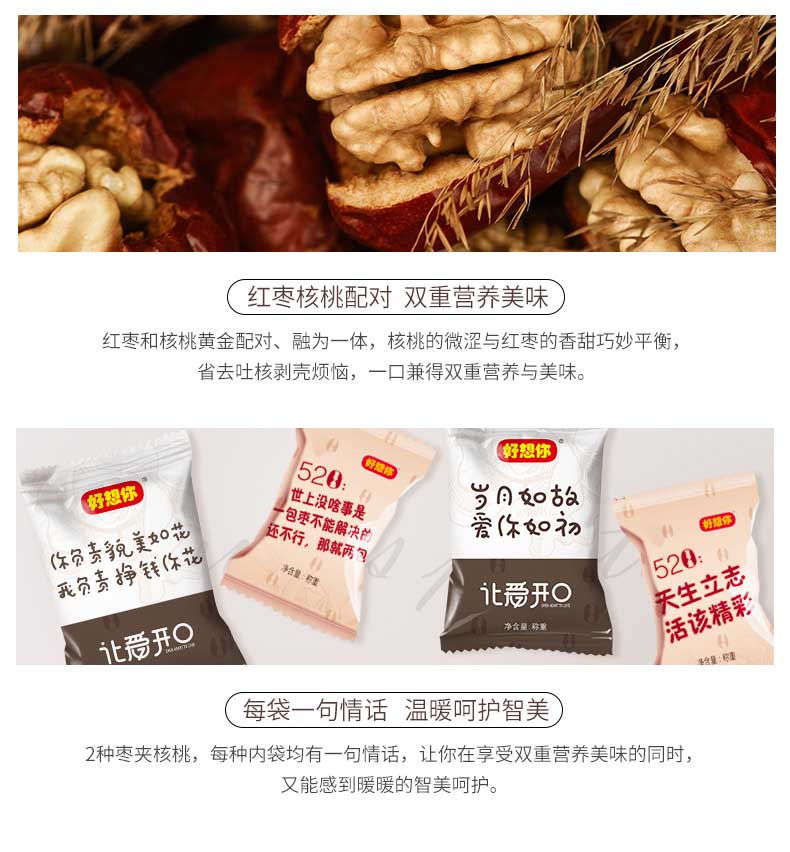 红枣核桃配对 双重营养美味
红枣和核桃黄金配对、融为一体，核桃的微涩与红枣的香甜巧妙平衡，
省去吐核剥壳烦恼，一口兼得双重营养与美味。
好想你
你负责貌美如花
我负责挣钱你花
让爱开口
好想你
520:
世上没啥事是
一包枣不能解决的
还不行，那就两包
净含量:称重
好想你
岁月如故
爱你如初
让爱开口
OPEN HEART TO LOVE
净含量:称重
好想你
520:
天生立志
活该精彩
净含量:称重
每袋一句情话 温暖呵护智美
2种枣夹核桃，每种内袋均有一句情话，让你在享受双重营养美味的同时，
又能感到暖暖的智美呵护。